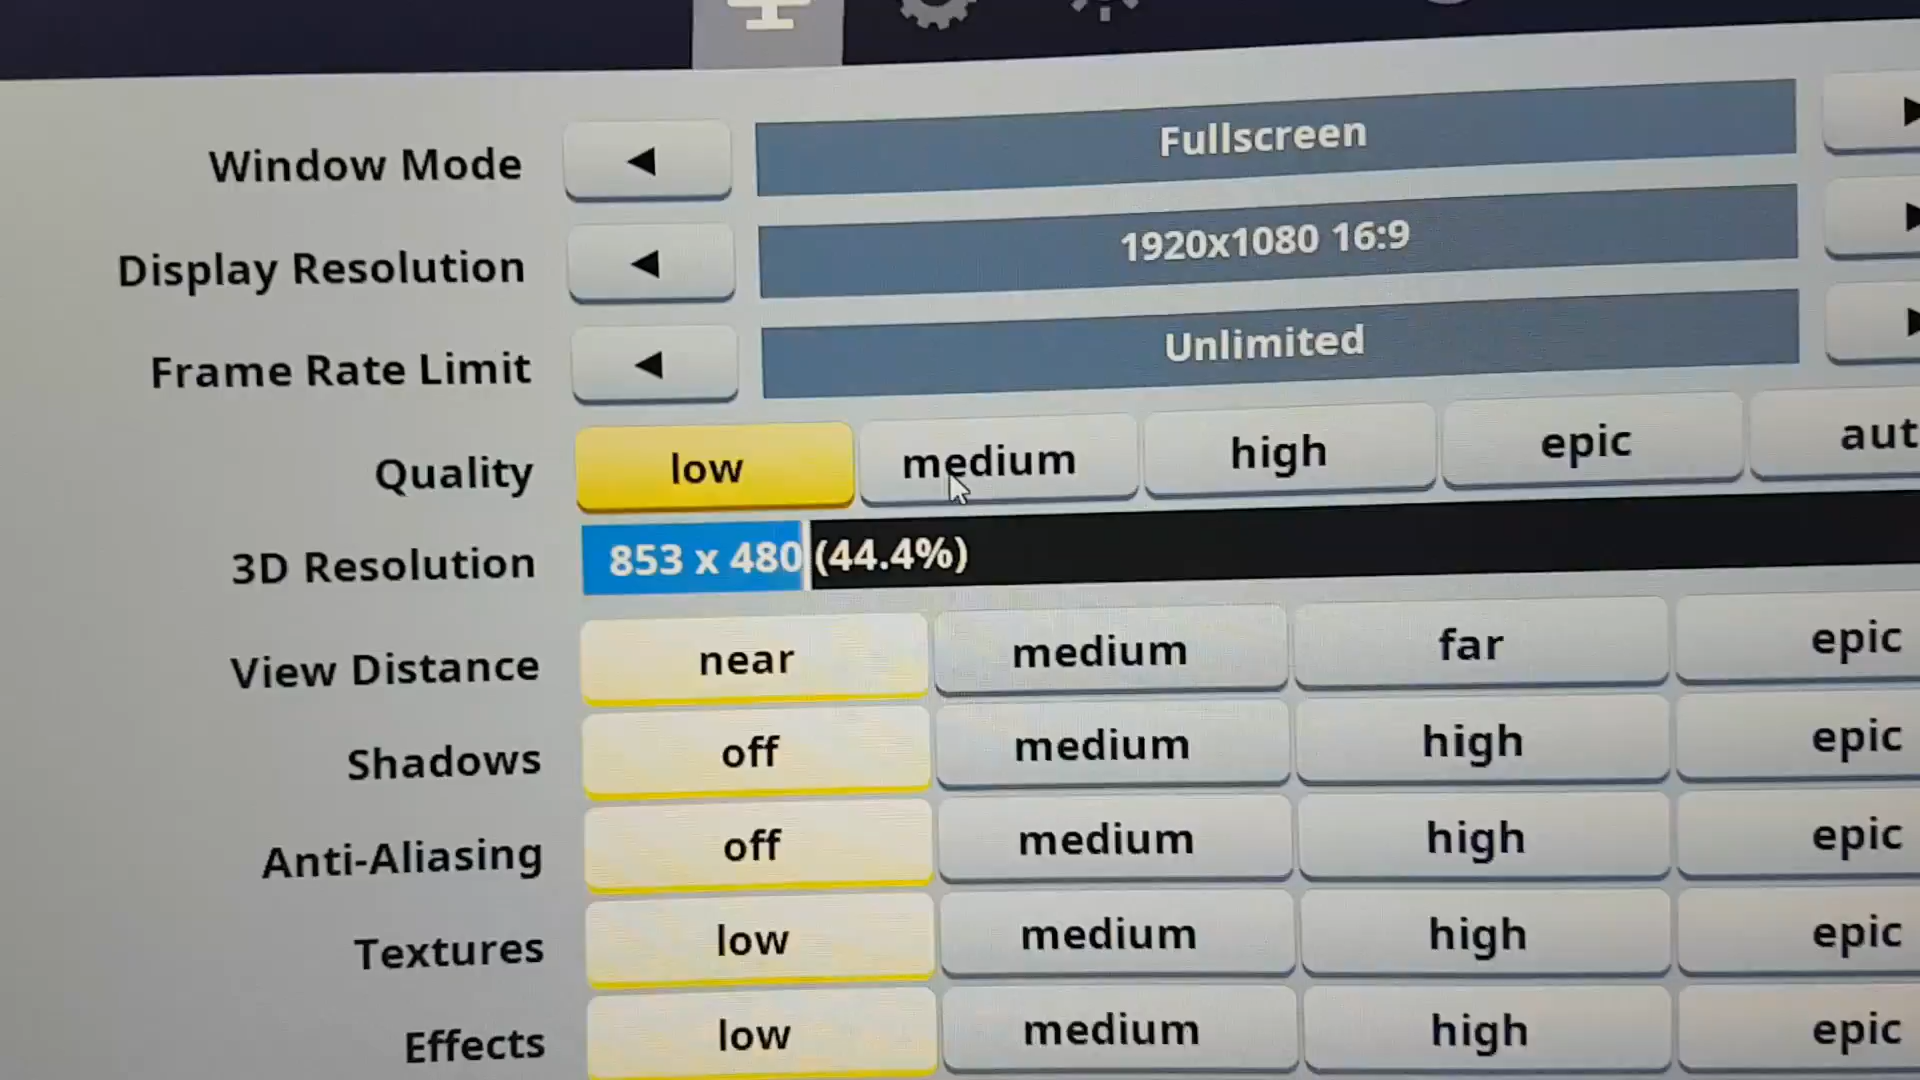 Window Mode ◀ Fullscreen ▶
Display Resolution ◀ 1920x1080 16:9 ▶
Frame Rate Limit ◀ Unlimited ▶
Quality low medium high epic aut
3D Resolution 853 x 480 (44.4%)
View Distance near medium far epic
Shadows off medium high epic
Anti-Aliasing off medium high epic
Textures low medium high epic
Effects low medium high epic